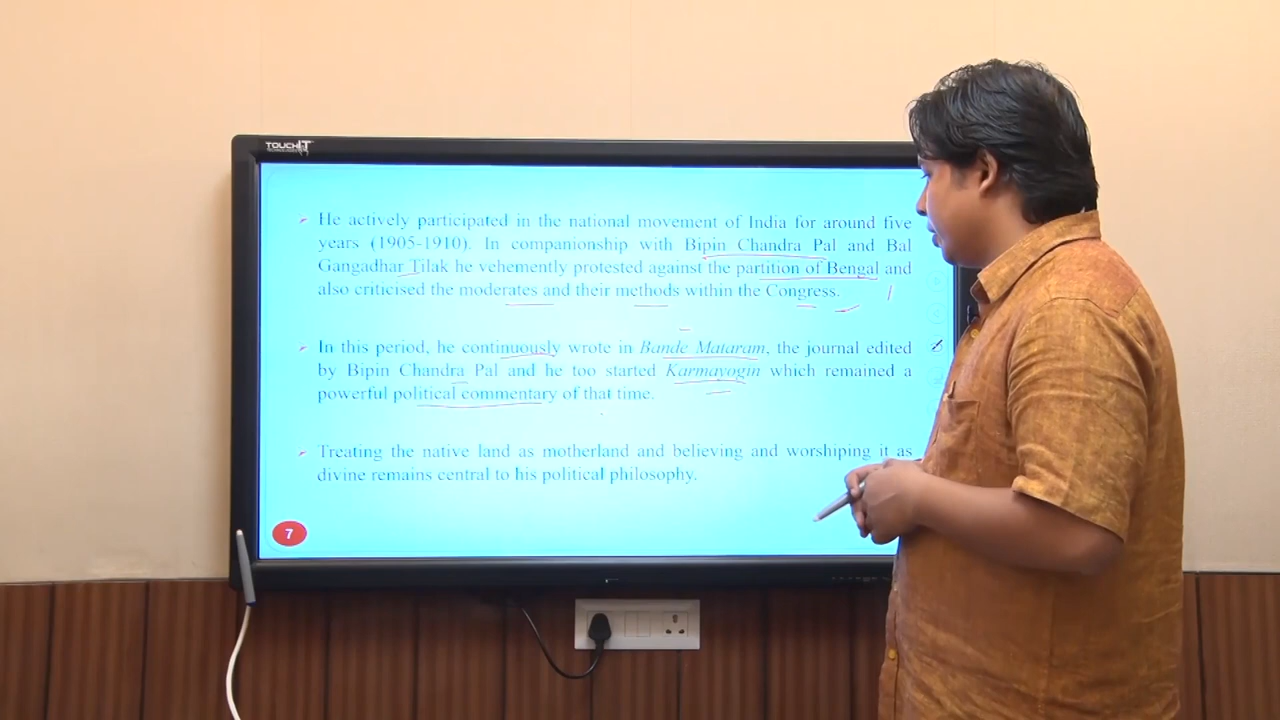 TOUCHIT
He actively participated in the national movement of India for around five
years (1905-1910). In companionship with Bipin Chandra Pal and Bal
Gangadhar Tilak he vehemently protested against the partition of Bengal and
also criticised the moderates and their methods within the Congress.
In this period, he continuously wrote in Bande Mataram, the journal edited
by Bipin Chandra Pal and he too started Karmayogin which remained a
powerful political commentary of that time.
Treating the native land as motherland and believing and worshiping it as
divine remains central to his political philosophy.
7